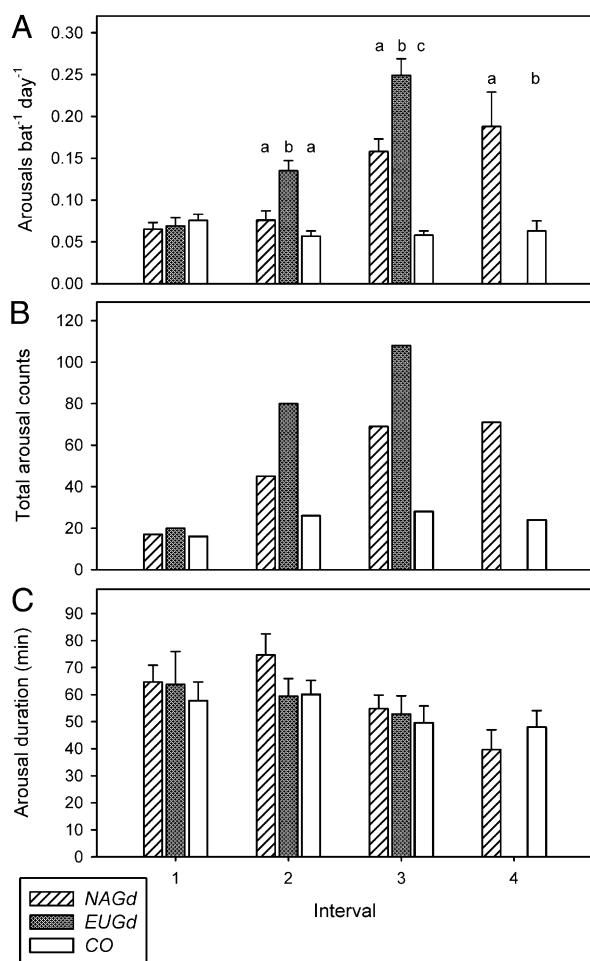 A
Arousals bat⁻¹ day⁻¹
0.30
0.25
0.20
0.15
0.10
0.05
0.00
a b a
a b c
a b
B
Total arousal counts
120
100
80
60
40
20
0
C
Arousal duration (min)
90
80
70
60
50
40
30
20
10
0
1 2 3 4
Interval
NAGd
EUGd
CO